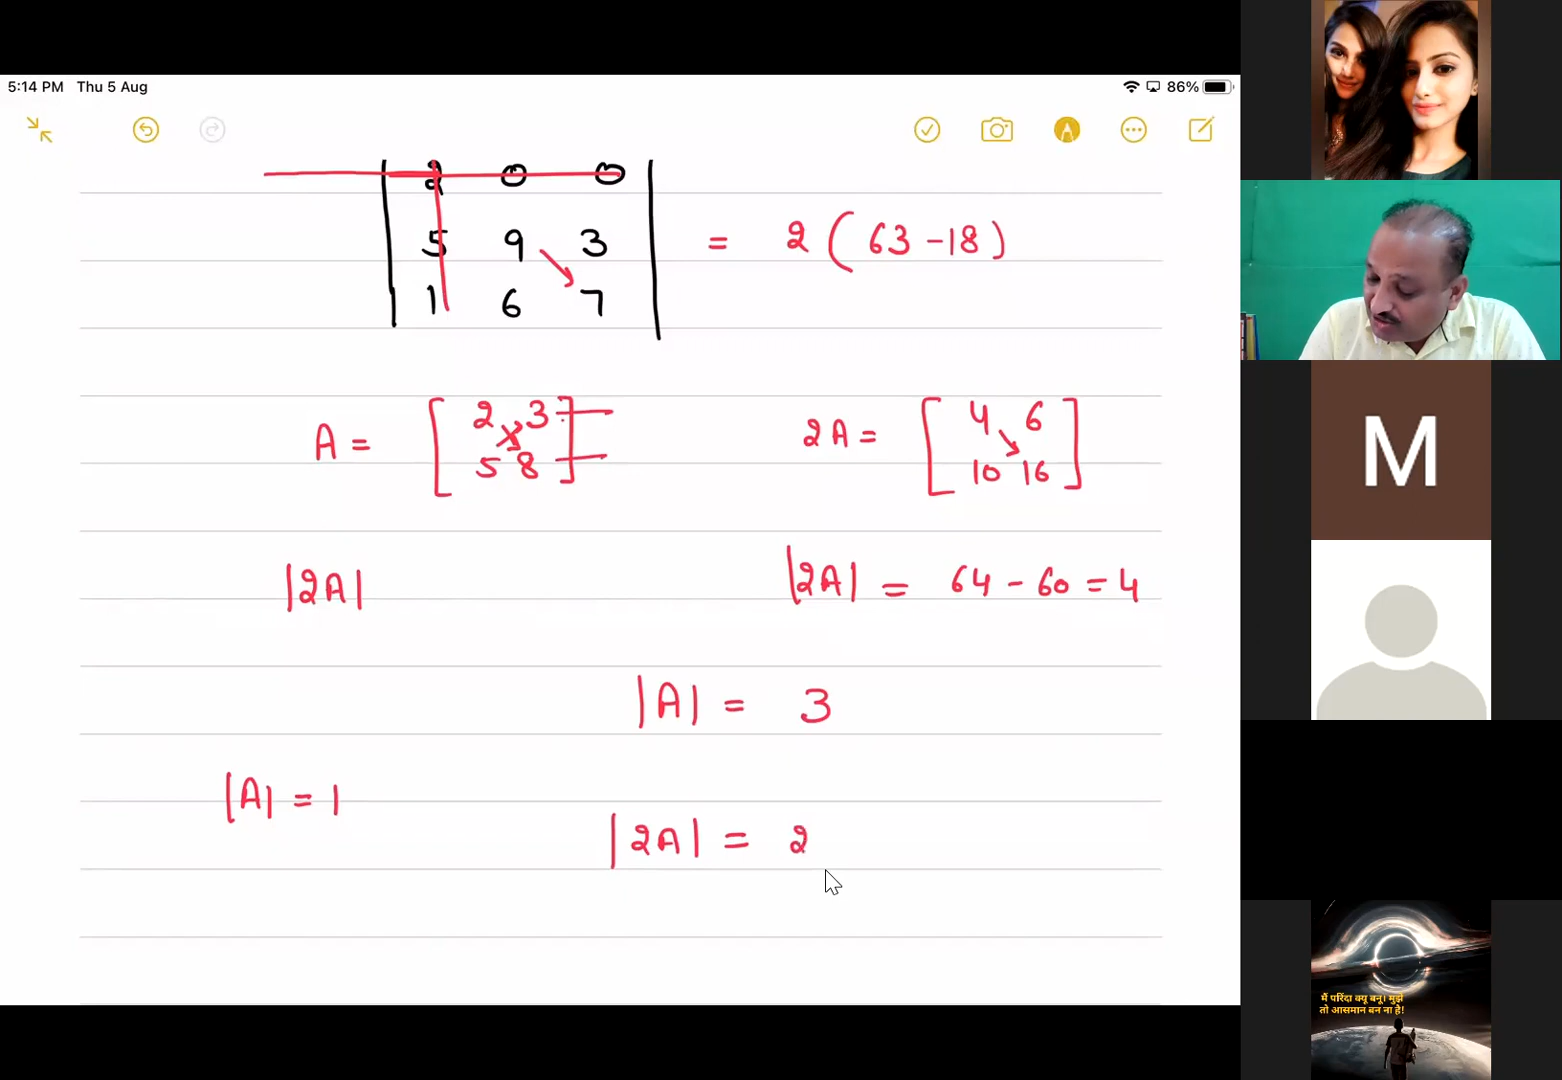 5:14 PM Thu 5 Aug
86%
2 0 0
5 9 3 = 2 ( 63 - 18 )
1 6 7
A = [ 2 3
5 8 ]
2A = [ 4 6
10 16 ]
|2A|
|2A| = 64 - 60 = 4
|A| = 3
|A| = 1
|2A| = 2
M
मैं परिंदा क्यू बनू। मुझे
तो आसमान बन ना है!